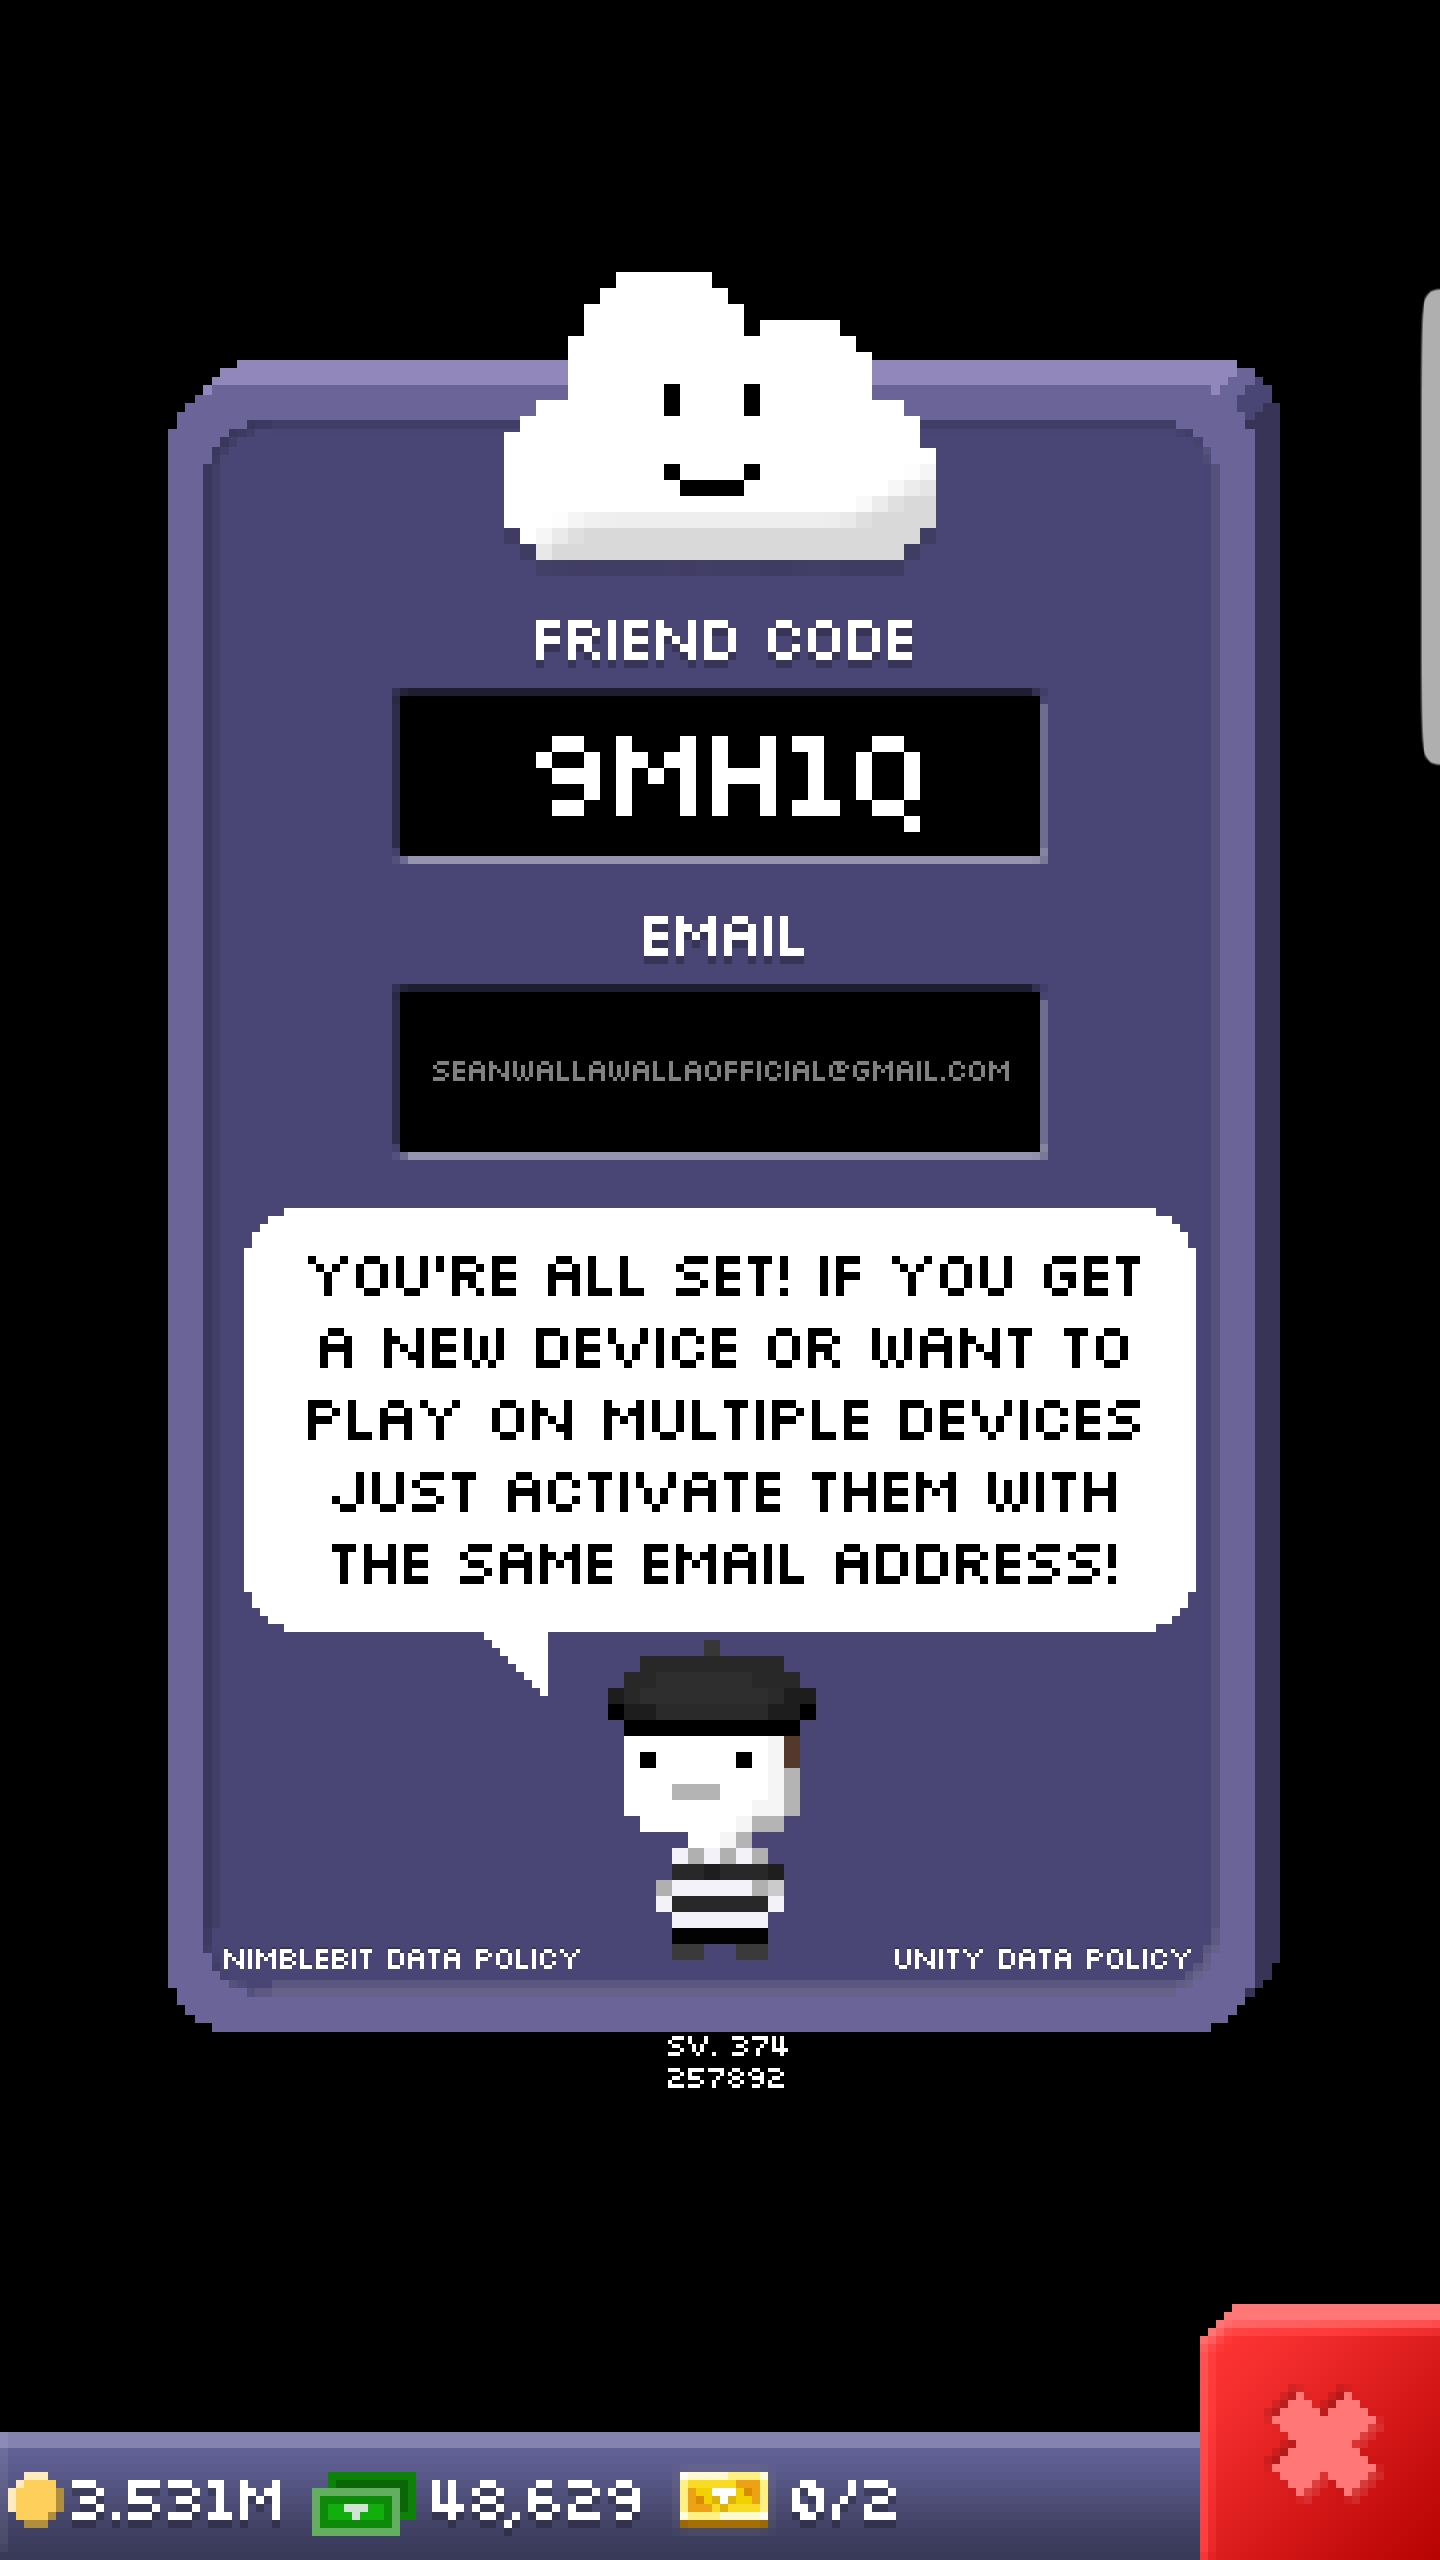 FRIEND CODE
9MH1Q
EMAIL
SEANWALLAWALLAOFFICIAL@GMAIL.COM
YOU'RE ALL SET! IF YOU GET
A NEW DEVICE OR WANT TO
PLAY ON MULTIPLE DEVICES
JUST ACTIVATE THEM WITH
THE SAME EMAIL ADDRESS!
NIMBLEBIT DATA POLICY UNITY DATA POLICY
SV. 374
257892
3.531M 48,629 0/2